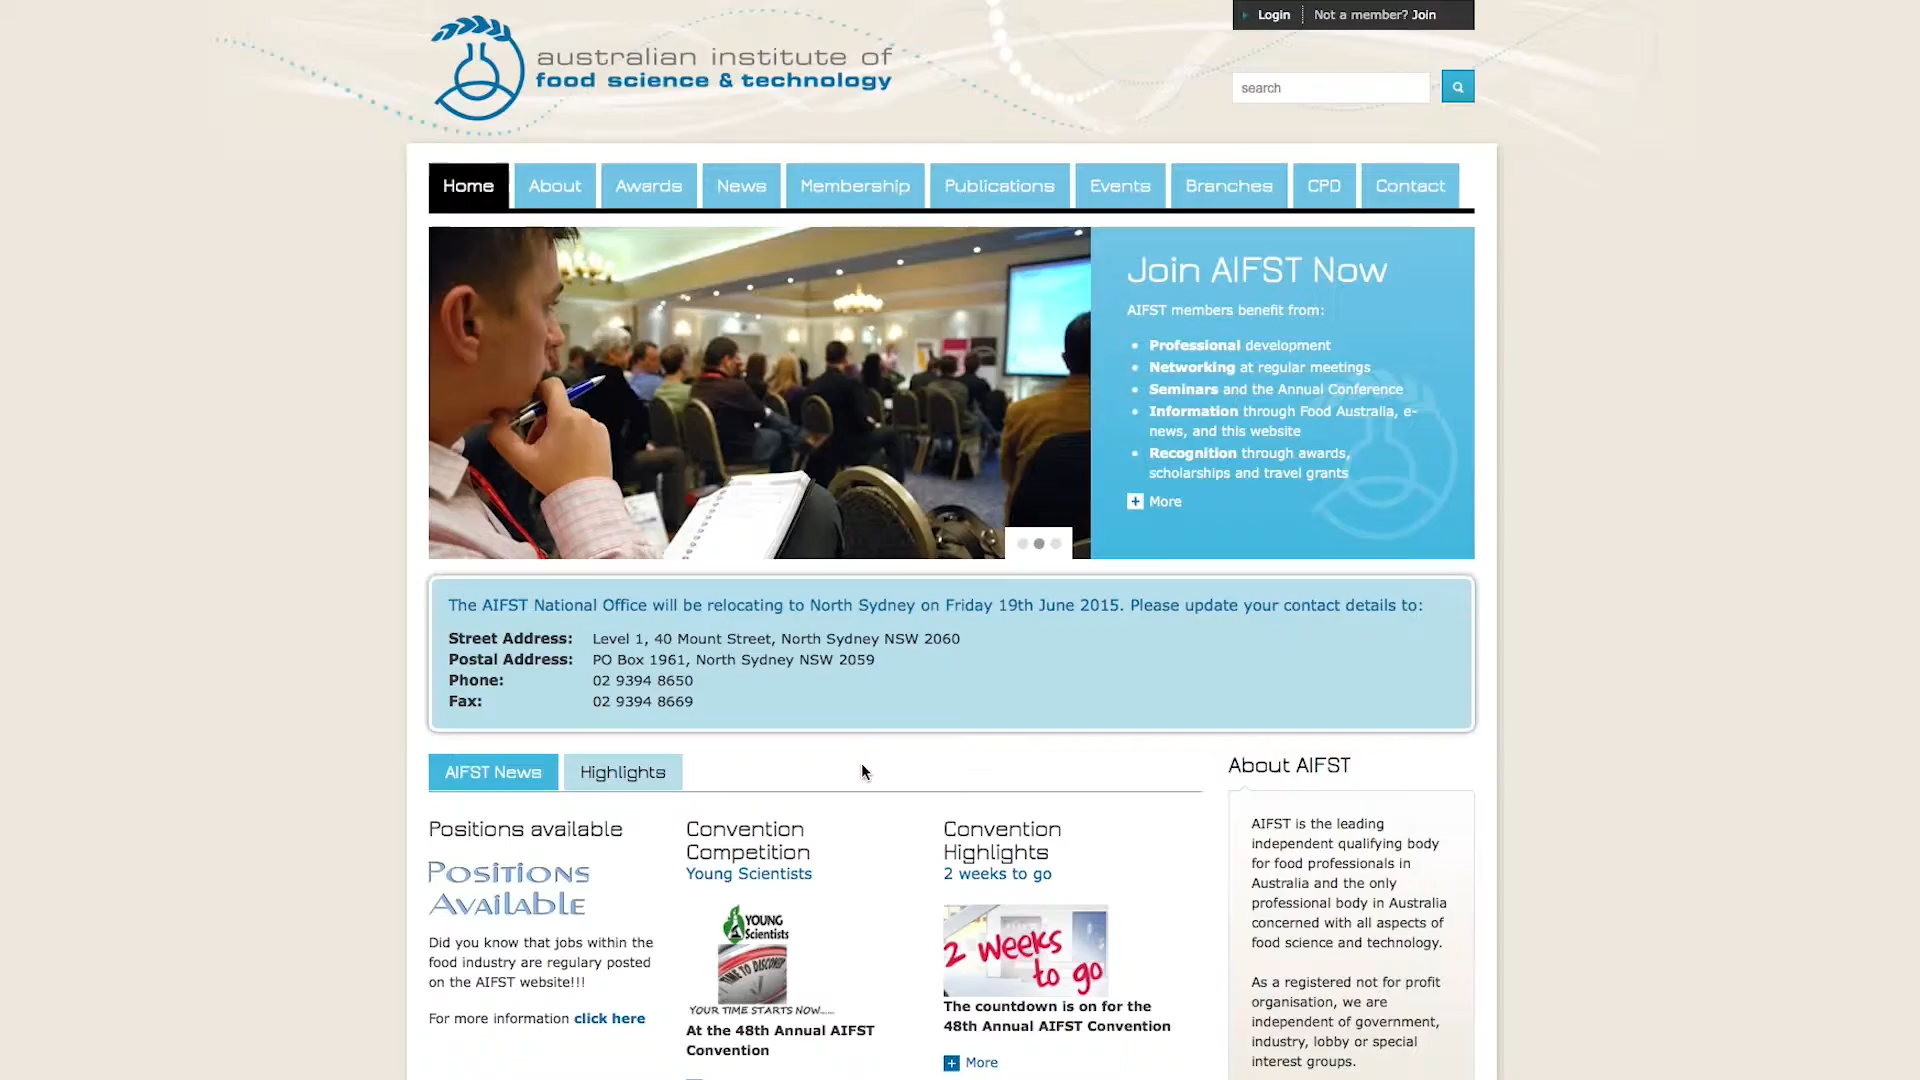 Login
Not a member? Join
australian institute of
food science & technology
search
Home
About
Awards
News
Membership
Publications
Events
Branches
CPD
Contact
Join AIFST Now
AIFST members benefit from:
Professional development
Networking at regular meetings
Seminars and the Annual Conference
Information through Food Australia, e-
news, and this website
Recognition through awards,
scholarships and travel grants
More
The AIFST National Office will be relocating to North Sydney on Friday 19th June 2015. Please update your contact details to:
Street Address: Level 1, 40 Mount Street, North Sydney NSW 2060
Postal Address: PO Box 1961, North Sydney NSW 2059
Phone: 02 9394 8650
Fax: 02 9394 8669
AIFST News
Highlights
Positions available
Positions
Available
Did you know that jobs within the
food industry are regulary posted
on the AIFST website!!!
For more information click here
Convention
Competition
Young Scientists
YOUNG
Scientists
TIME TO DISCOVER
YOUR TIME STARTS NOW.....
At the 48th Annual AIFST
Convention
Convention
Highlights
2 weeks to go
2 weeks
to go
The countdown is on for the
48th Annual AIFST Convention
More
About AIFST
AIFST is the leading
independent qualifying body
for food professionals in
Australia and the only
professional body in Australia
concerned with all aspects of
food science and technology.
As a registered not for profit
organisation, we are
independent of government,
industry, lobby or special
interest groups.